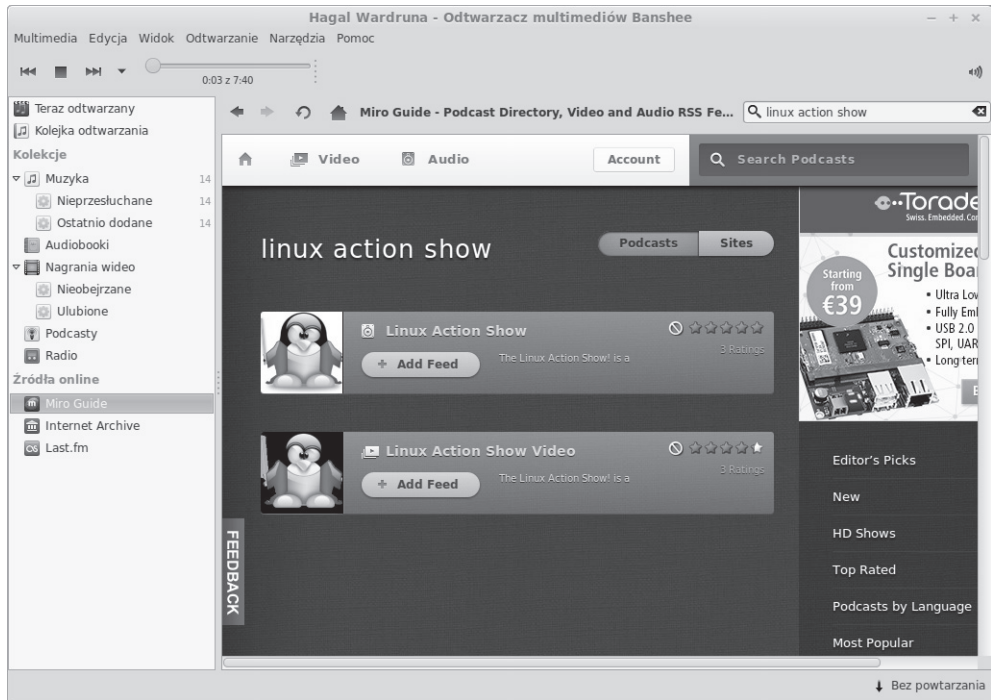 Hagal Wardruna - Odtwarzacz multimediów Banshee
Multimedia Edycja Widok Odtwarzanie Narzędzia Pomoc
0:03 z 7:40
Teraz odtwarzany
Kolejka odtwarzania
Kolekcje
Muzyka 14
Nieprzesłuchane 14
Ostatnio dodane 14
Audiobooki
Nagrania wideo
Nieobejrzane
Ulubione
Podcasty
Radio
Źródła online
Miro Guide
Internet Archive
Last.fm
Miro Guide - Podcast Directory, Video and Audio RSS Fe...
linux action show
Video Audio Account Search Podcasts
linux action show
Podcasts Sites
Linux Action Show
3 Ratings
+ Add Feed
The Linux Action Show! is a
Linux Action Show Video
3 Ratings
+ Add Feed
The Linux Action Show! is a
FEEDBACK
Torade
Swiss. Embedded. Co
Customized
Single Boa
Starting
from
€39
Ultra Low
Fully Eml
USB 2.0
SPI, UAR
Long ter
Editor's Picks
New
HD Shows
Top Rated
Podcasts by Language
Most Popular
Bez powtarzania